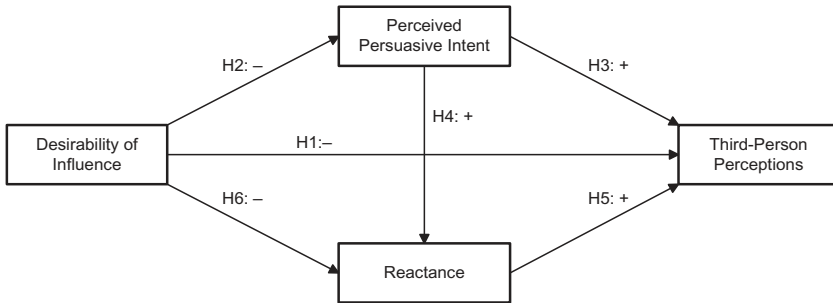 Perceived
Persuasive Intent
H2: –
H3: +
H4: +
Desirability of
Influence
H1:–
Third-Person
Perceptions
H6: –
H5: +
Reactance